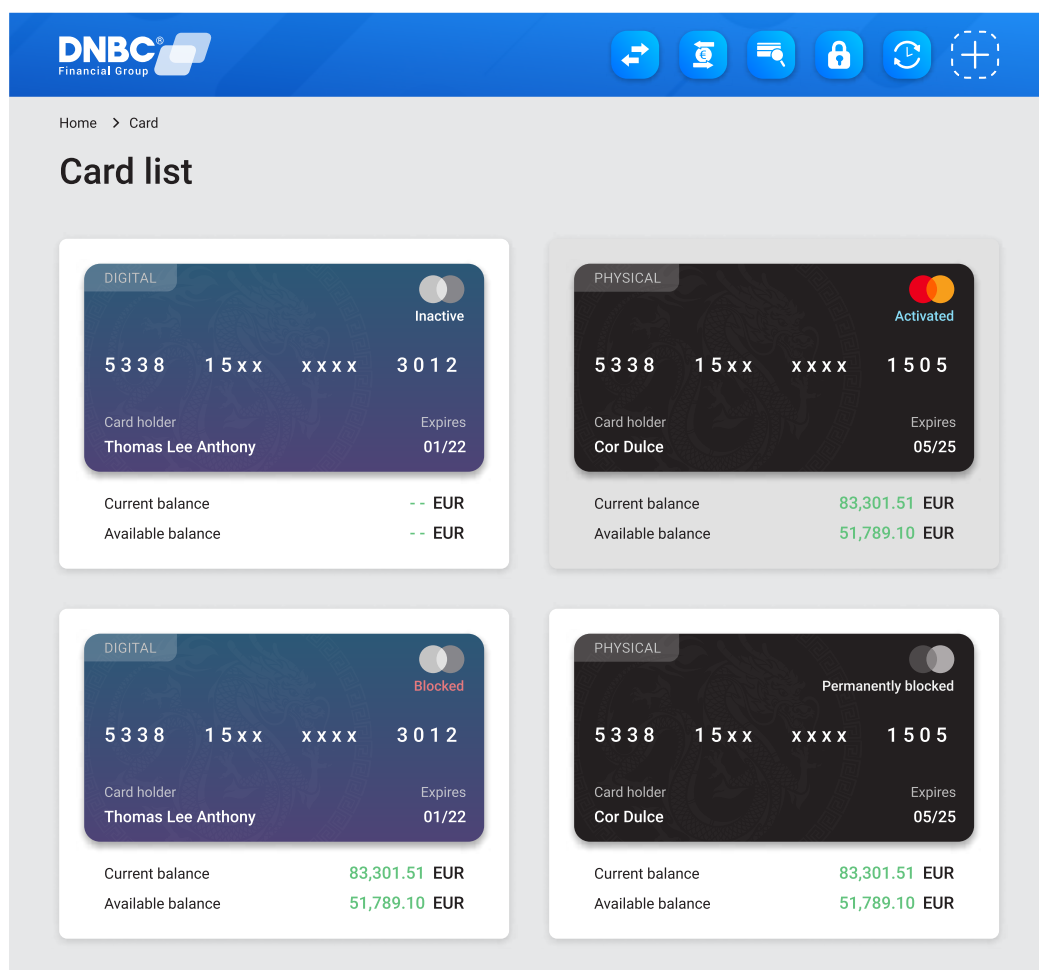 DNBC®
Financial Group
Home > Card
Card list
DIGITAL
Inactive
5338 15xx xxxx 3012
Card holder Expires
Thomas Lee Anthony 01/22
Current balance -- EUR
Available balance -- EUR
PHYSICAL
Activated
5338 15xx xxxx 1505
Card holder Expires
Cor Dulce 05/25
Current balance 83,301.51 EUR
Available balance 51,789.10 EUR
DIGITAL
Blocked
5338 15xx xxxx 3012
Card holder Expires
Thomas Lee Anthony 01/22
Current balance 83,301.51 EUR
Available balance 51,789.10 EUR
PHYSICAL
Permanently blocked
5338 15xx xxxx 1505
Card holder Expires
Cor Dulce 05/25
Current balance 83,301.51 EUR
Available balance 51,789.10 EUR